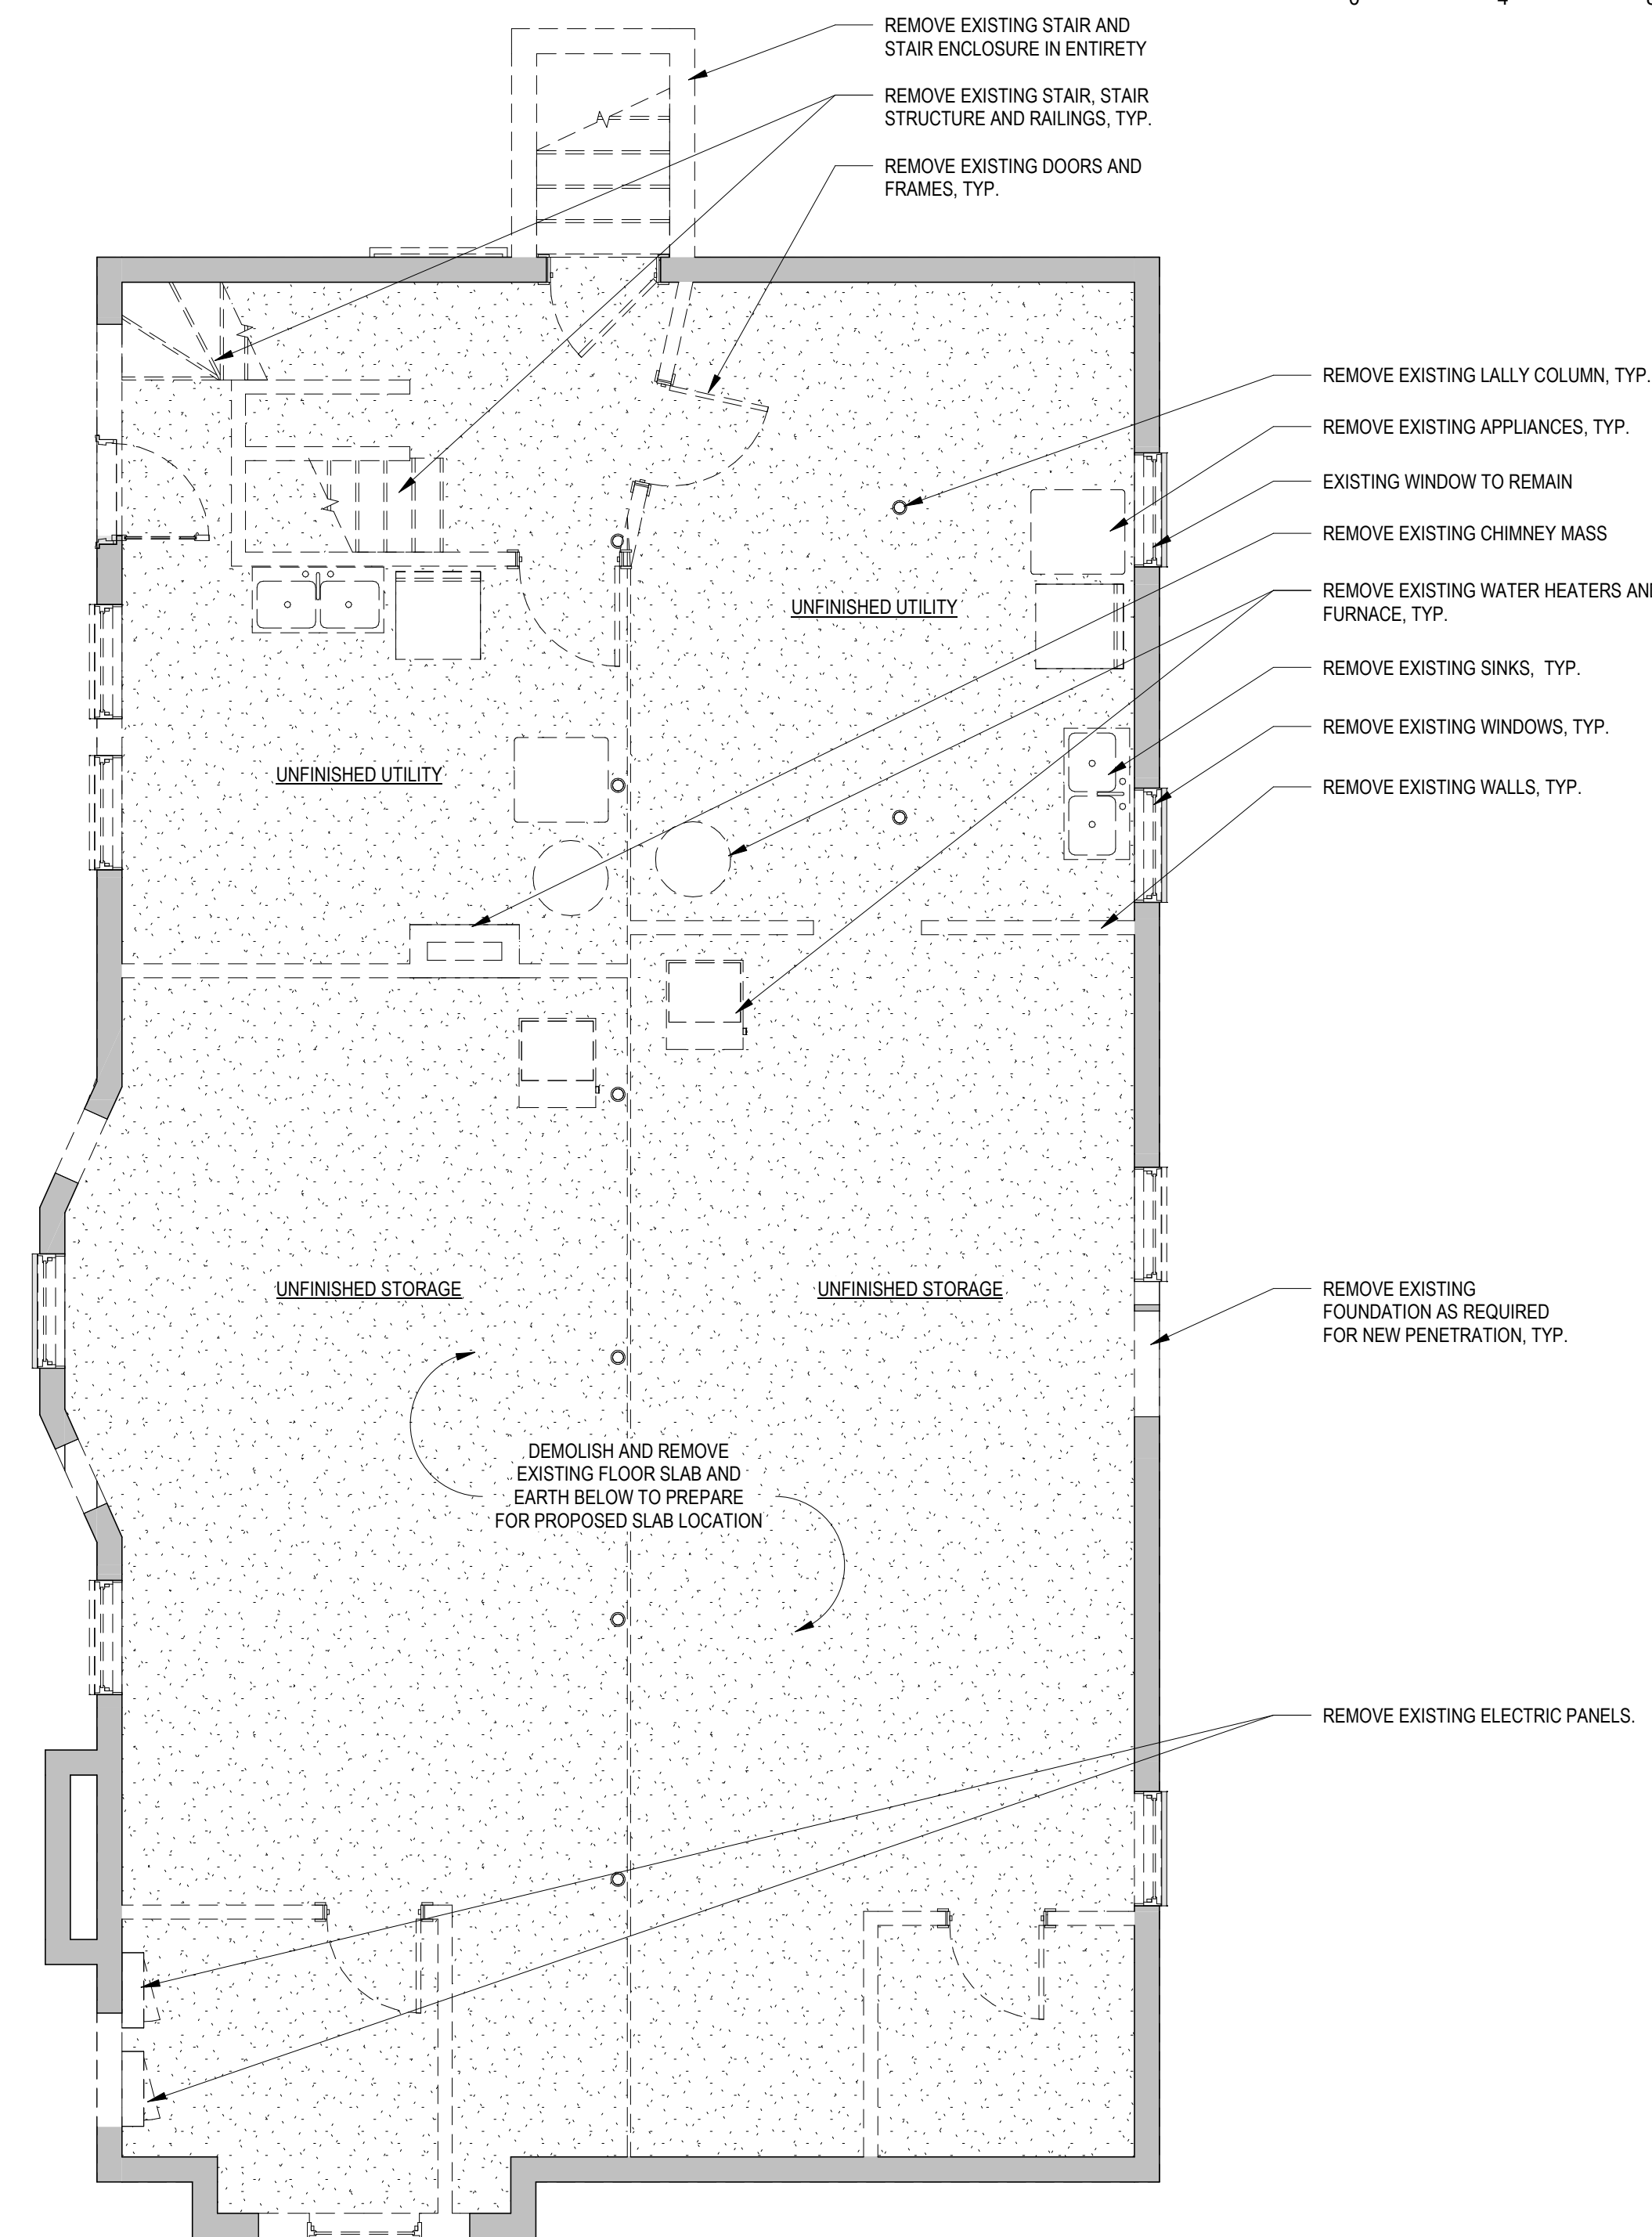 4
REMOVE EXISTING STAIR AND
STAIR ENCLOSURE IN ENTIRETY
REMOVE EXISTING STAIR, STAIR
STRUCTURE AND RAILINGS, TYP.
REMOVE EXISTING DOORS AND
FRAMES, TYP.
REMOVE EXISTING LALLY COLUMN, TYP.
REMOVE EXISTING APPLIANCES, TYP.
EXISTING WINDOW TO REMAIN
REMOVE EXISTING CHIMNEY MASS
REMOVE EXISTING WATER HEATERS AN
FURNACE, TYP.
UNFINISHED UTILITY
REMOVE EXISTING SINKS, TYP.
REMOVE EXISTING WINDOWS, TYP.
UNFINISHED UTILITY
REMOVE EXISTING WALLS, TYP.
UNFINISHED STORAGE
UNFINISHED STORAGE
REMOVE EXISTING
FOUNDATION AS REQUIRED
FOR NEW PENETRATION, TYP.
DEMOLISH AND REMOVE
EXISTING FLOOR SLAB AND
EARTH BELOW TO PREPARE
FOR PROPOSED SLAB LOCATION
REMOVE EXISTING ELECTRIC PANELS.